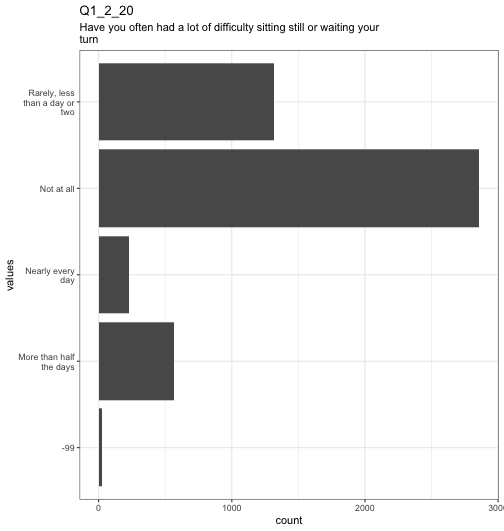 Q1_2_20
Have you often had a lot of difficulty sitting still or waiting your
turn
Rarely, less
than a day or
two
Not at all
Nearly every
day
More than half
the days
-99
values
0
1000
2000
3000
count